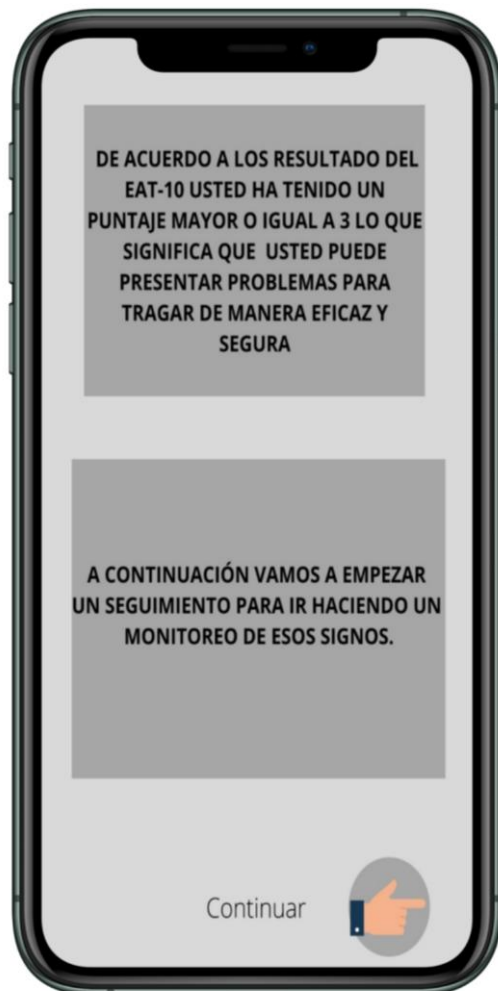 DE ACUERDO A LOS RESULTADO DEL
EAT-10 USTED HA TENIDO UN
PUNTAJE MAYOR O IGUAL A 3 LO QUE
SIGNIFICA QUE USTED PUEDE
PRESENTAR PROBLEMAS PARA
TRAGAR DE MANERA EFICAZ Y
SEGURA
A CONTINUACIÓN VAMOS A EMPEZAR
UN SEGUIMIENTO PARA IR HACIENDO UN
MONITOREO DE ESOS SIGNOS.
Continuar